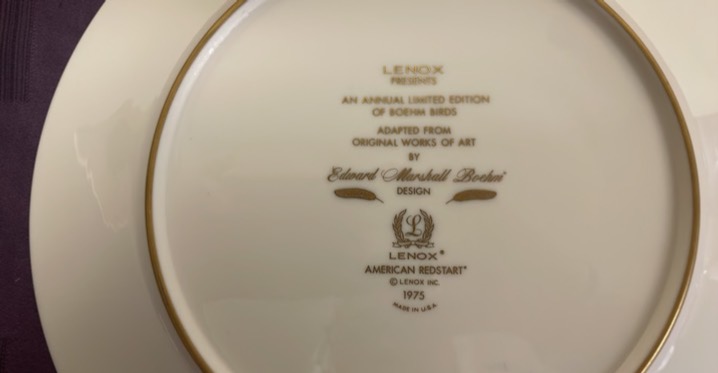 LENOX
PRESENTS
AN ANNUAL LIMITED EDITION
OF BOEHM BIRDS
ADAPTED FROM
ORIGINAL WORKS OF ART
BY
Edward Marshall Boehm
DESIGN
L
LENOX®
AMERICAN REDSTART"
© LENOX INC.
1975
MADE IN U.S.A.